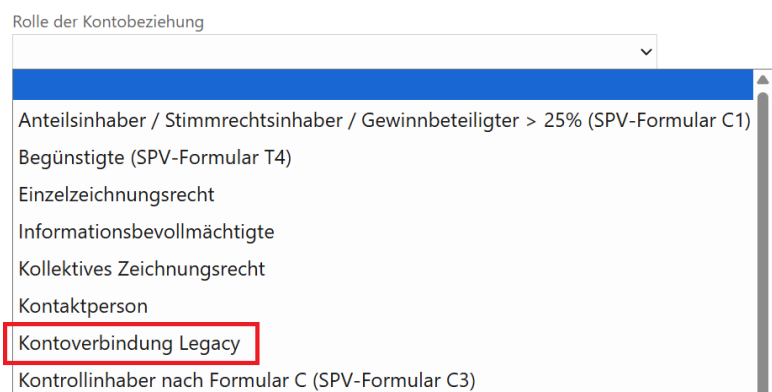 Rolle der Kontobeziehung
Anteilsinhaber / Stimmrechtsinhaber / Gewinnbeteiligter > 25% (SPV-Formular C1)
Begünstigte (SPV-Formular T4)
Einzelzeichnungsrecht
Informationsbevollmächtigte
Kollektives Zeichnungsrecht
Kontaktperson
Kontoverbindung Legacy
Kontrollinhaber nach Formular C (SPV-Formular C3)